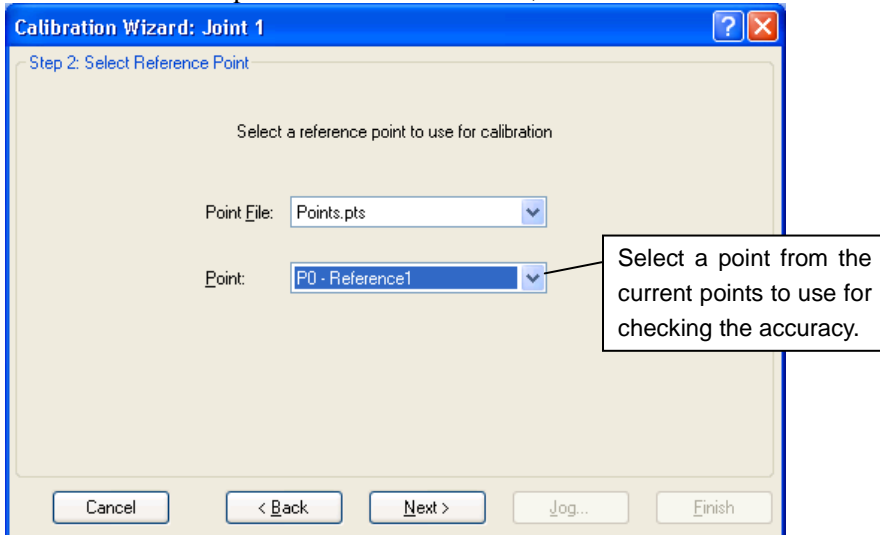 Calibration Wizard: Joint 1
Step 2: Select Reference Point
Select a reference point to use for calibration
Point File: Points.pts
Point: P0 - Reference1
Select a point from the
current points to use for
checking the accuracy.
Cancel < Back Next > Jog... Finish